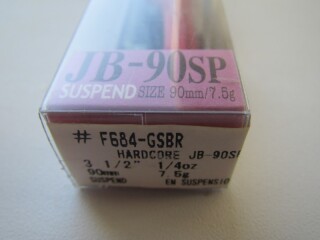 JB-90SP
SUSPEND SIZE 90mm/7.5g
# F684-GSBR
HARDCORE JB-90S
3 1/2" 1/4oz
90mm 7.5g
SUSPEND EN SUSPENSIO